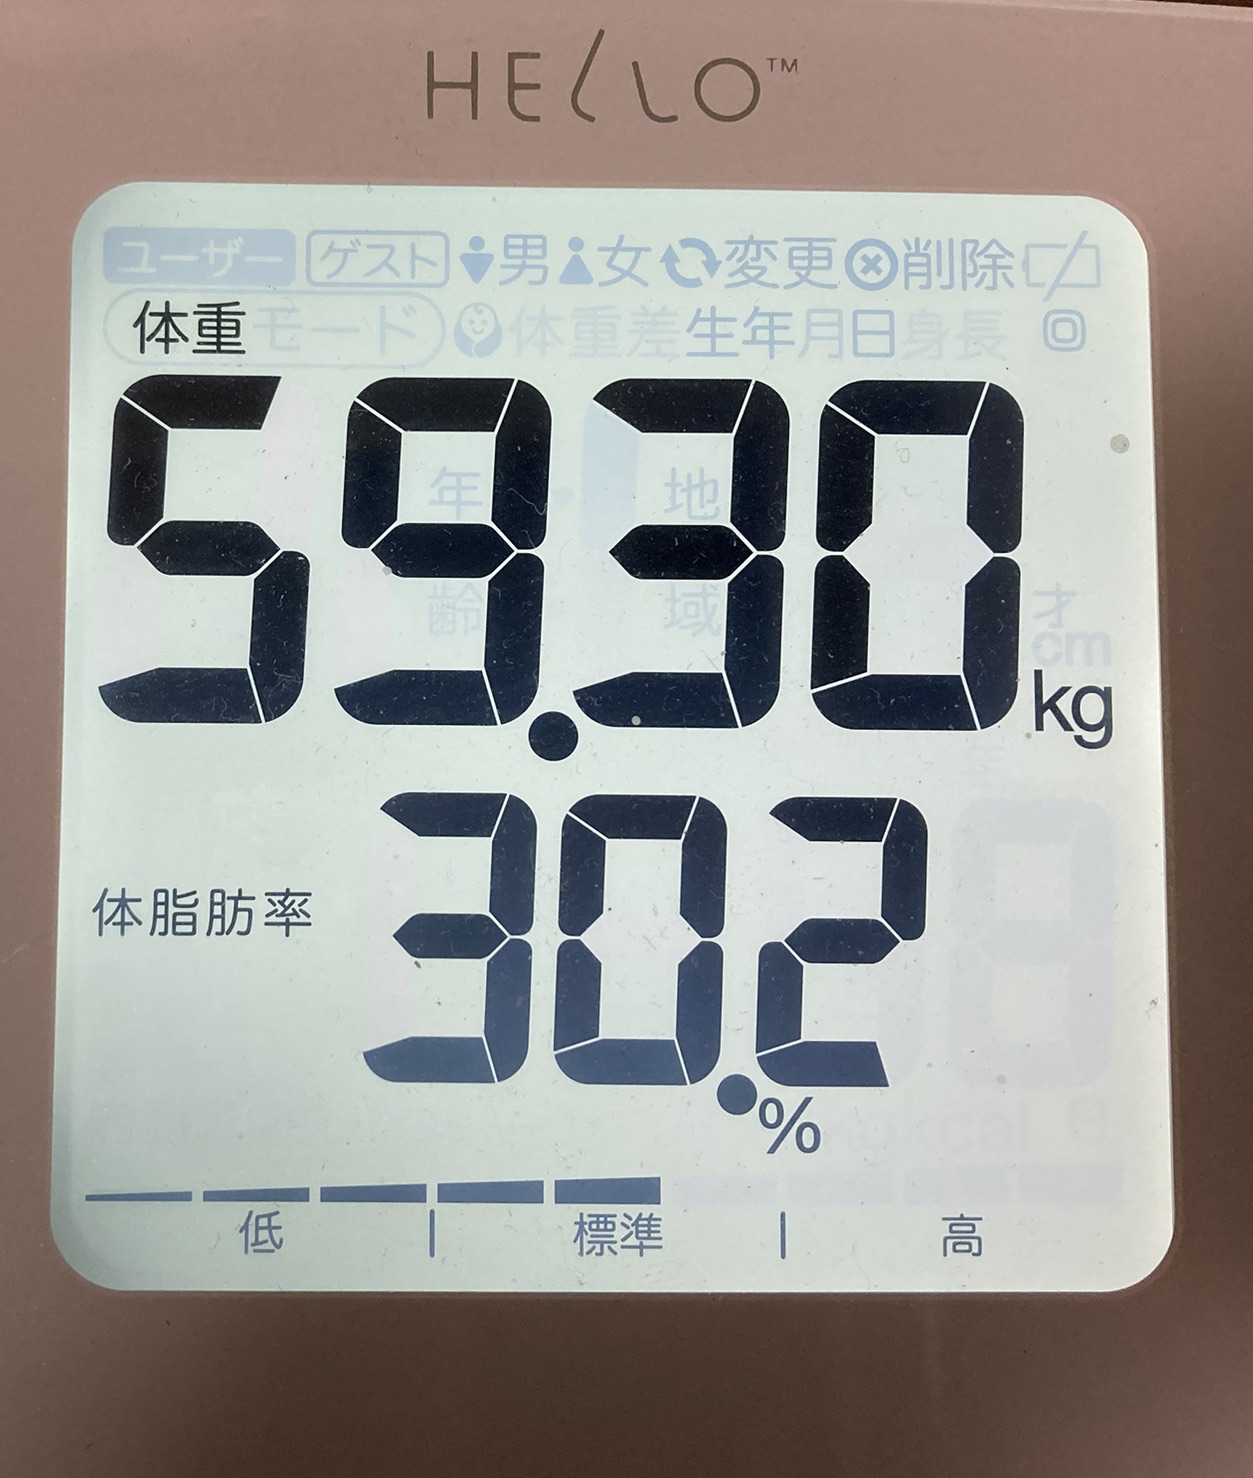 HELLO™
ユーザー ゲスト 男 女 変更 削除
体重モード 体重差 生年月日 身長
59.30 kg
年齢 地域 才 cm
体脂肪率 30.2 %
kcal 日
低 標準 高